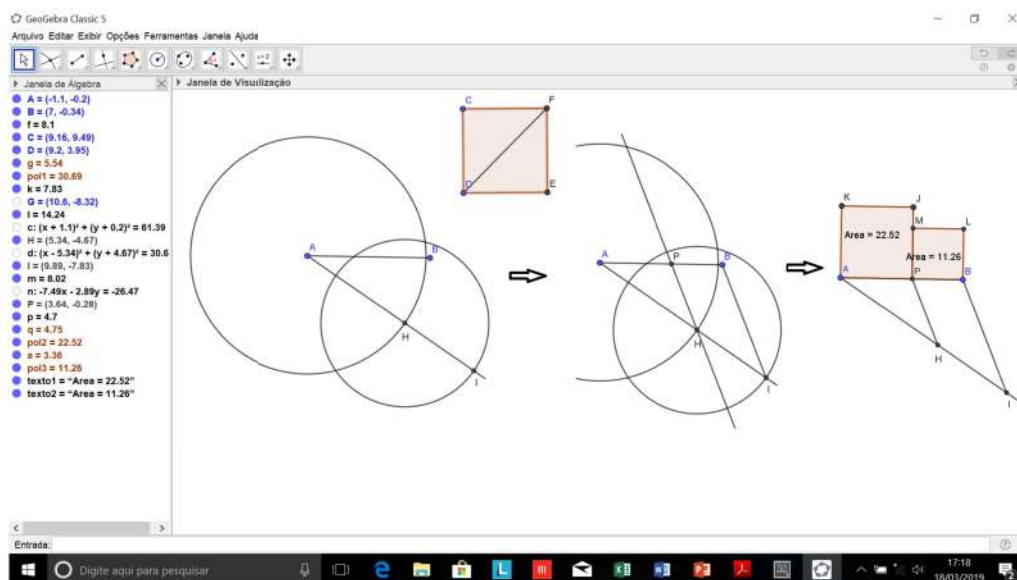 GeoGebra Classic 5
Arquivo Editar Exibir Opções Ferramentas Janela Ajuda
Janela de Álgebra
Janela de Visualização
A = (-1.1, -0.2)
B = (7, -0.34)
f = 8.1
C = (9.16, 9.49)
D = (9.2, 3.95)
g = 5.54
pol1 = 30.69
k = 7.83
G = (10.6, -8.32)
l = 14.24
c: (x + 1.1)² + (y + 0.2)² = 61.39
H = (5.34, -4.67)
d: (x - 5.34)² + (y + 4.67)² = 30.6
I = (9.89, -7.83)
m = 8.02
n: -7.49x - 2.89y = -26.47
P = (3.64, -0.28)
p = 4.7
q = 4.75
pol2 = 22.52
a = 3.36
pol3 = 11.26
texto1 = "Area = 22.52"
texto2 = "Area = 11.26"
A
B
H
I
C
F
D
E
A
P
B
H
I
K
J
M
L
Area = 22.52
Area = 11.26
A
P
B
H
I
Entrada:
Digite aqui para pesquisar
17:18
18/03/2019